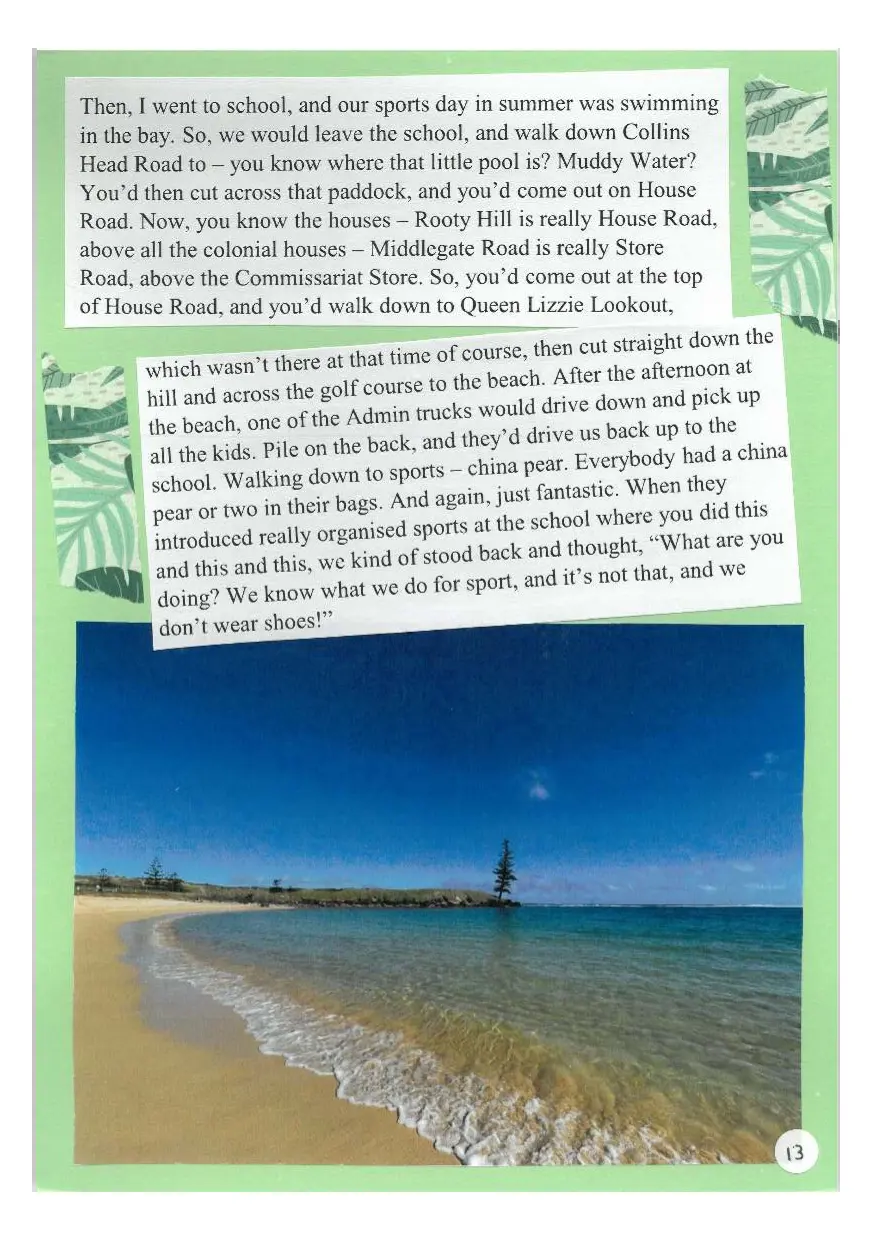 Then, I went to school, and our sports day in summer was swimming
in the bay. So, we would leave the school, and walk down Collins
Head Road to – you know where that little pool is? Muddy Water?
You'd then cut across that paddock, and you'd come out on House
Road. Now, you know the houses – Rooty Hill is really House Road,
above all the colonial houses – Middlegate Road is really Store
Road, above the Commissariat Store. So, you'd come out at the top
of House Road, and you'd walk down to Queen Lizzie Lookout,
which wasn't there at that time of course, then cut straight down the
hill and across the golf course to the beach. After the afternoon at
the beach, one of the Admin trucks would drive down and pick up
all the kids. Pile on the back, and they'd drive us back up to the
school. Walking down to sports – china pear. Everybody had a china
pear or two in their bags. And again, just fantastic. When they
introduced really organised sports at the school where you did this
and this and this, we kind of stood back and thought, "What are you
doing? We know what we do for sport, and it's not that, and we
don't wear shoes!"
13